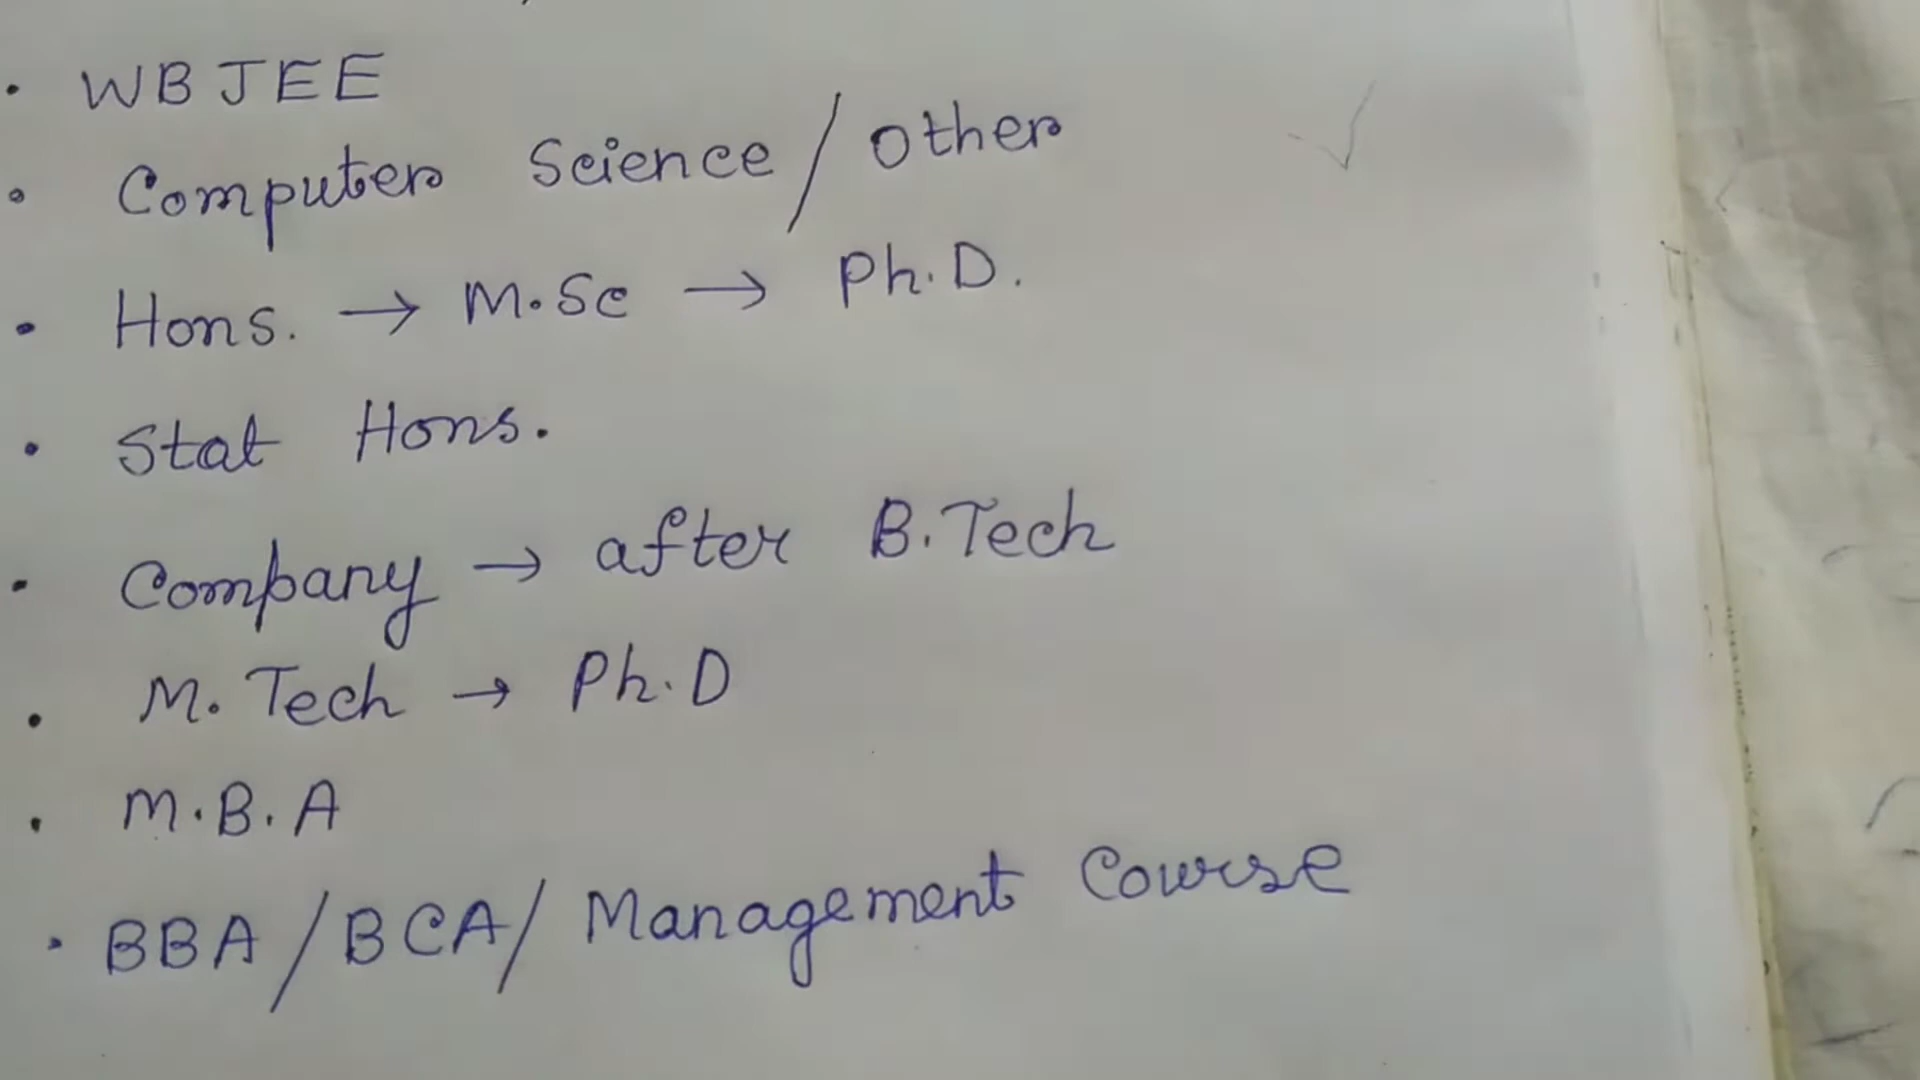 • WBJEE
• Computer Science / Other
• Hons. → M.Sc → Ph.D.
• Stat Hons.
• Company → after B.Tech
• M.Tech → Ph.D
• M.B.A
• BBA / BCA / Management Course